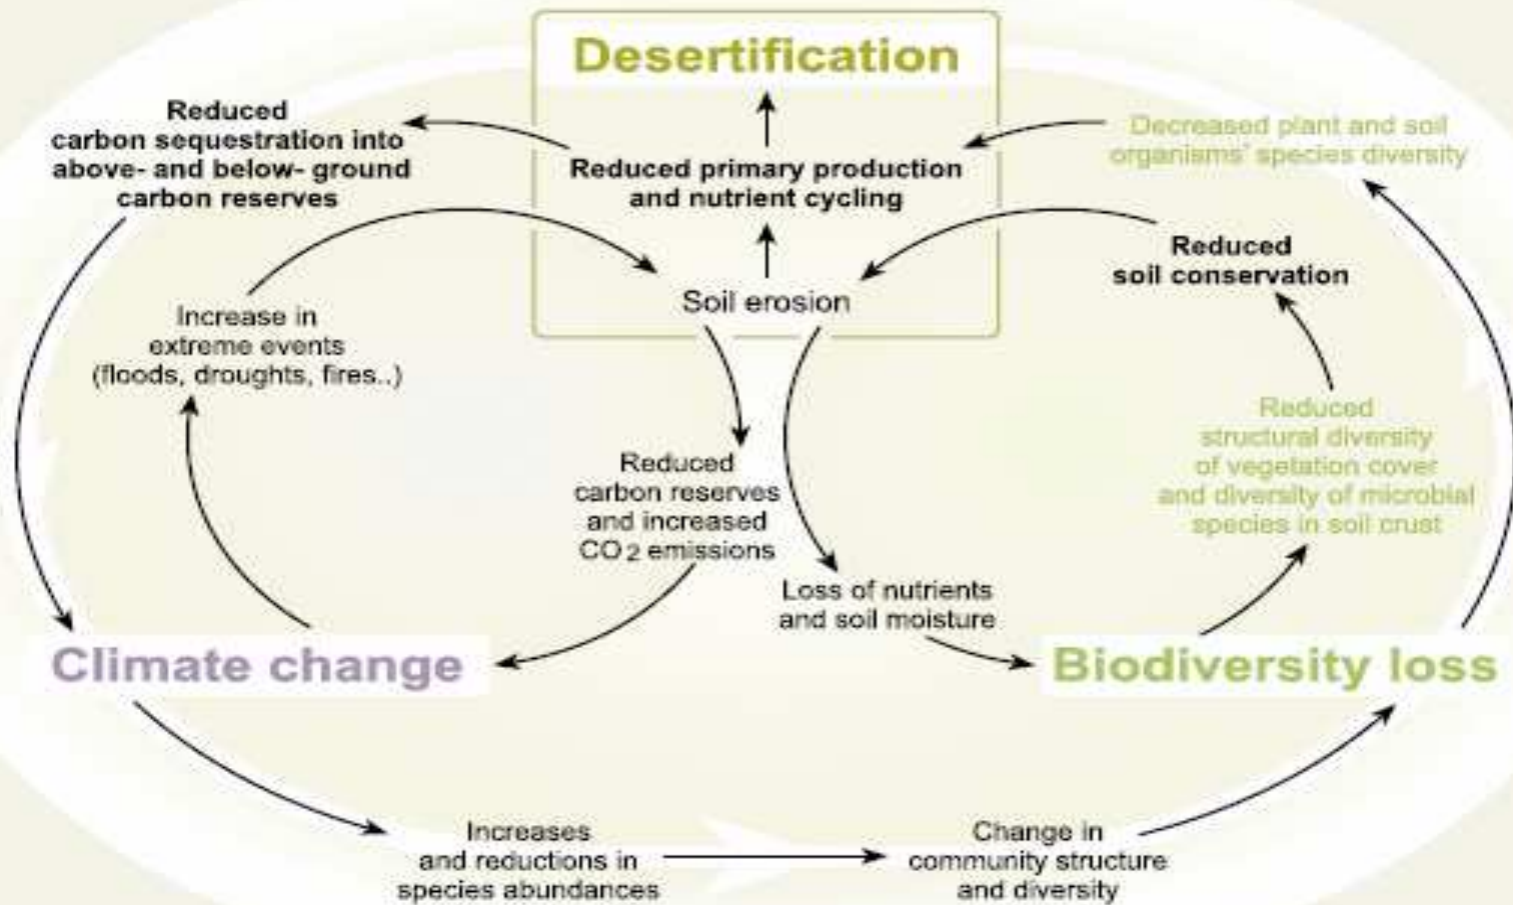 Desertification
Reduced
carbon sequestration into
above- and below- ground
carbon reserves
Reduced primary production
and nutrient cycling
Decreased plant and soil
organisms' species diversity
Reduced
soil conservation
Soil erosion
Increase in
extreme events
(floods, droughts, fires..)
Reduced
structural diversity
of vegetation cover
and diversity of microbial
species in soil crust
Reduced
carbon reserves
and increased
CO2 emissions
Loss of nutrients
and soil moisture
Climate change
Biodiversity loss
Increases
and reductions in
species abundances
Change in
community structure
and diversity